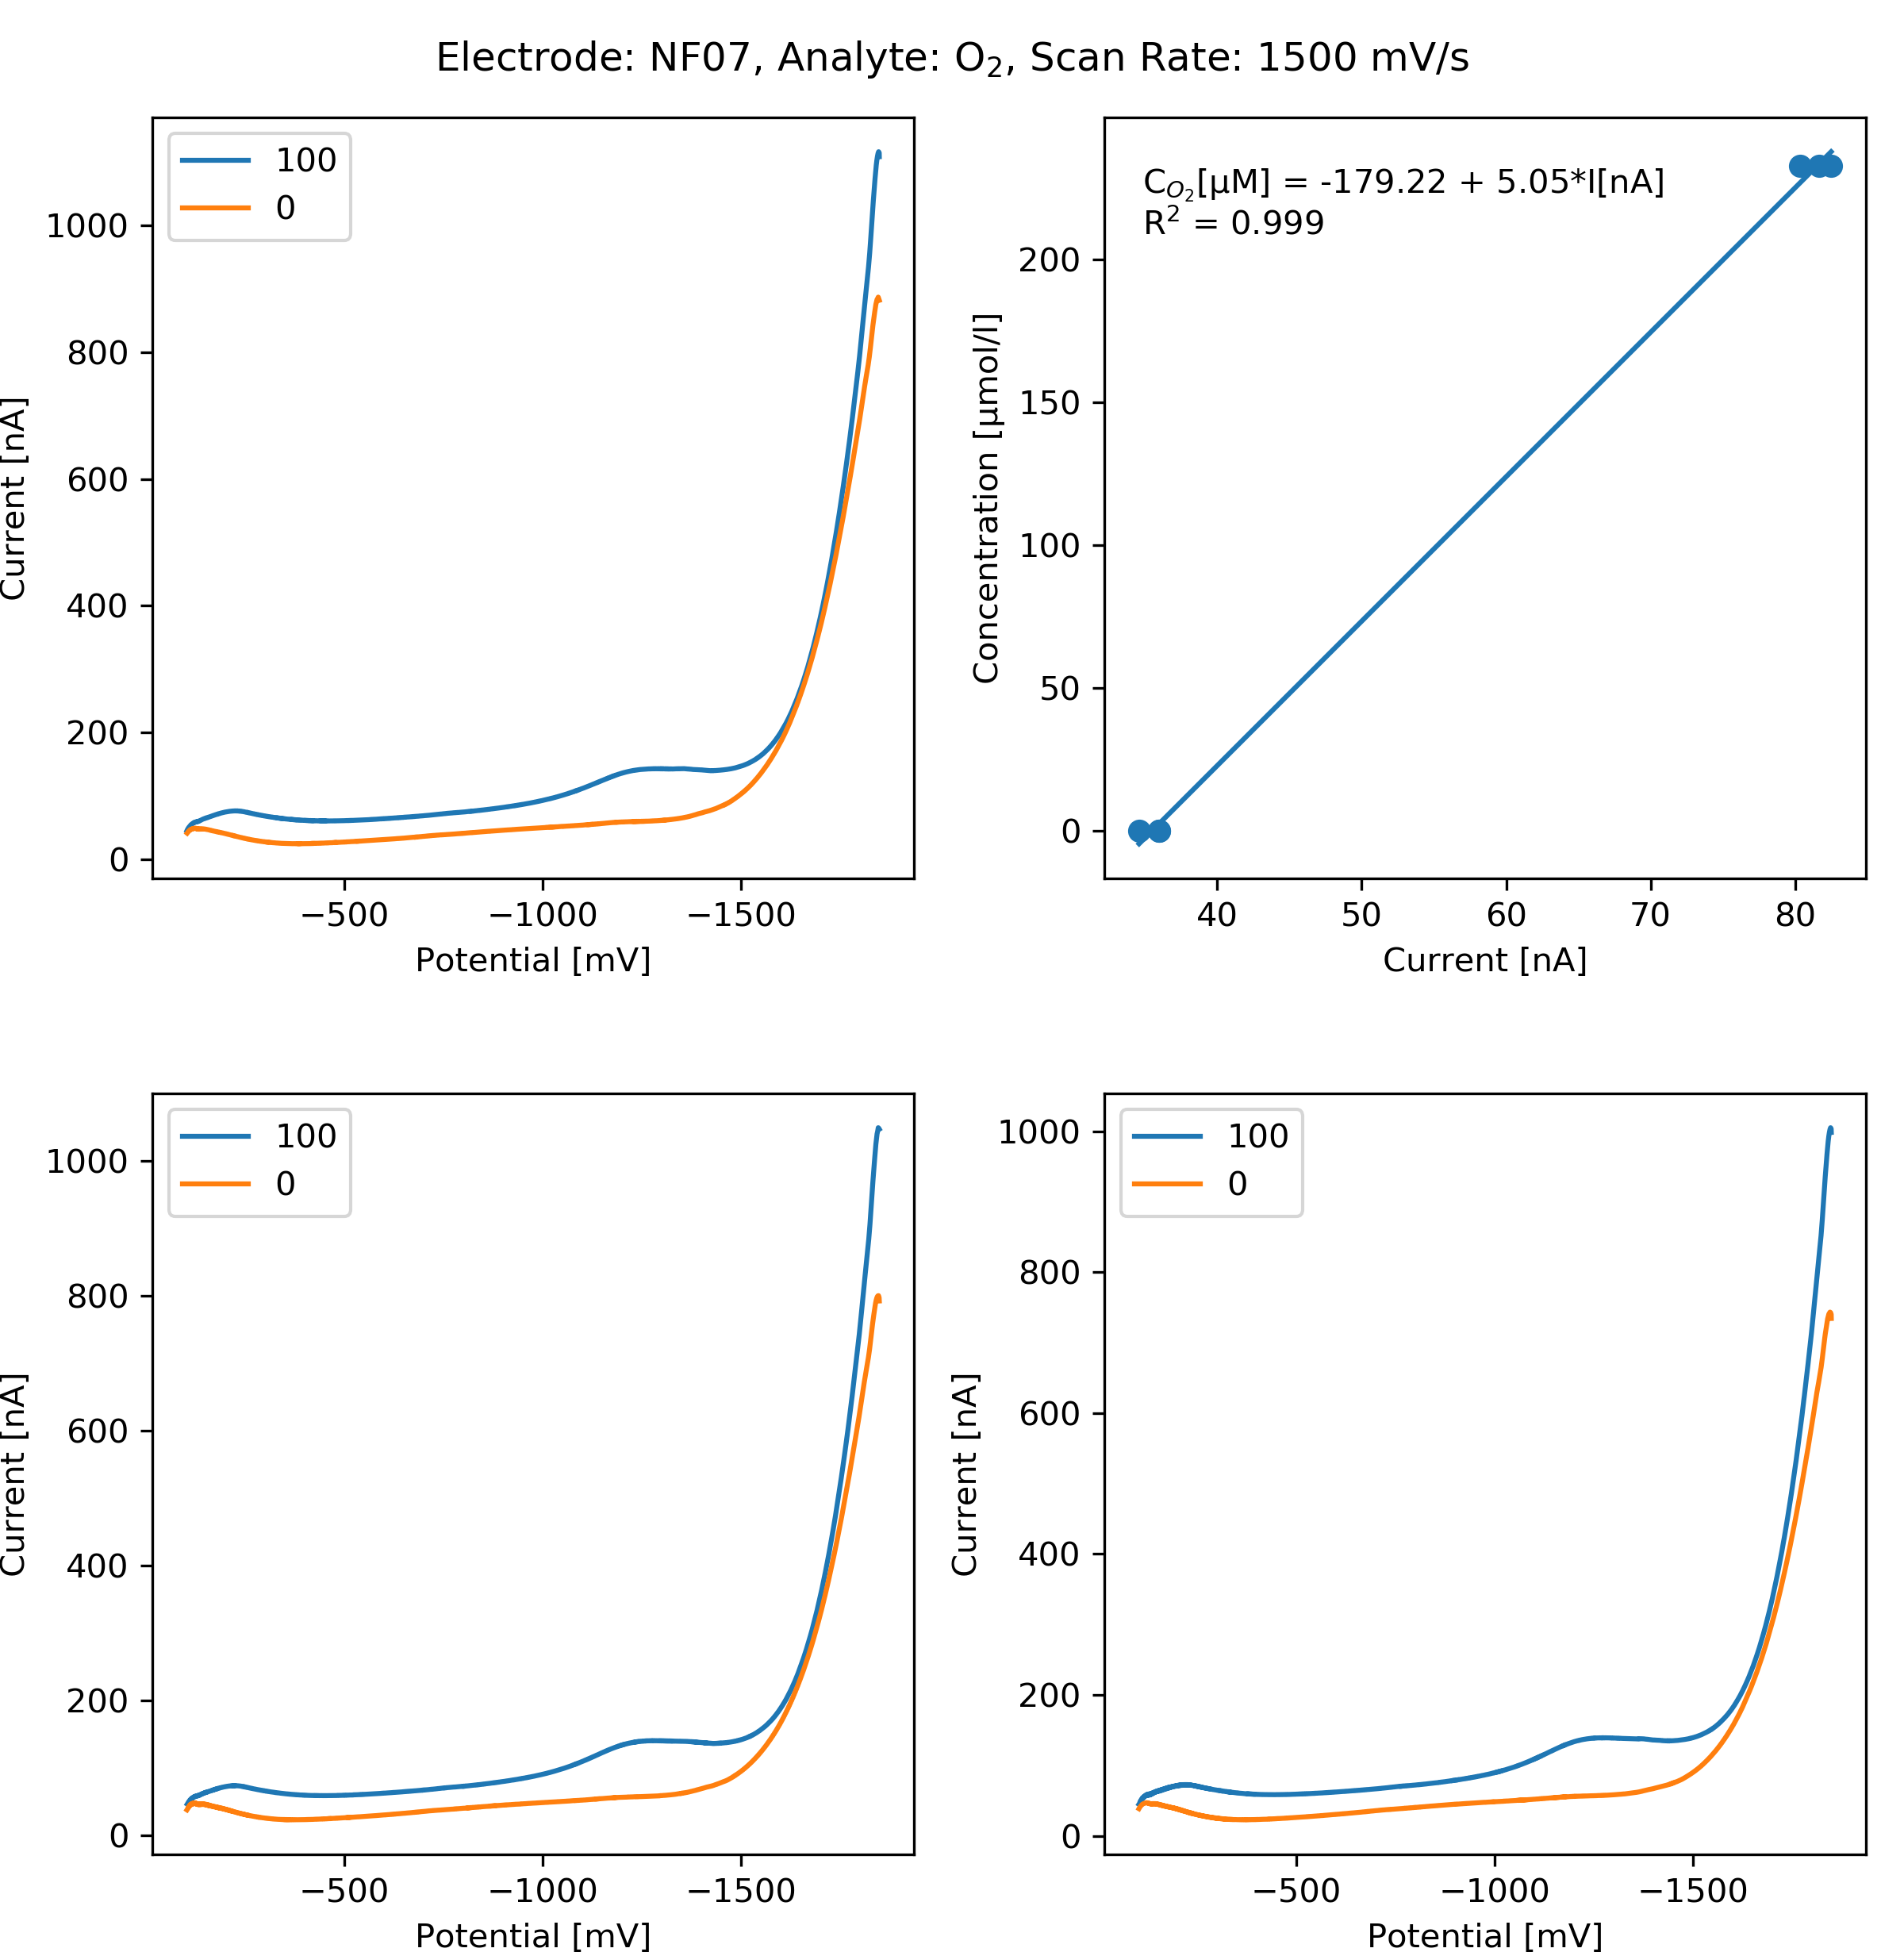 Electrode: NF07, Analyte: O₂, Scan Rate: 1500 mV/s
100
0
1000
800
600
400
200
0
Current [nA]
−500 −1000 −1500
Potential [mV]
C_O₂[μM] = -179.22 + 5.05*I[nA]
R² = 0.999
200
150
100
50
0
Concentration [μmol/l]
40 50 60 70 80
Current [nA]
100
0
1000
800
600
400
200
0
Current [nA]
−500 −1000 −1500
Potential [mV]
100
0
1000
800
600
400
200
0
Current [nA]
−500 −1000 −1500
Potential [mV]